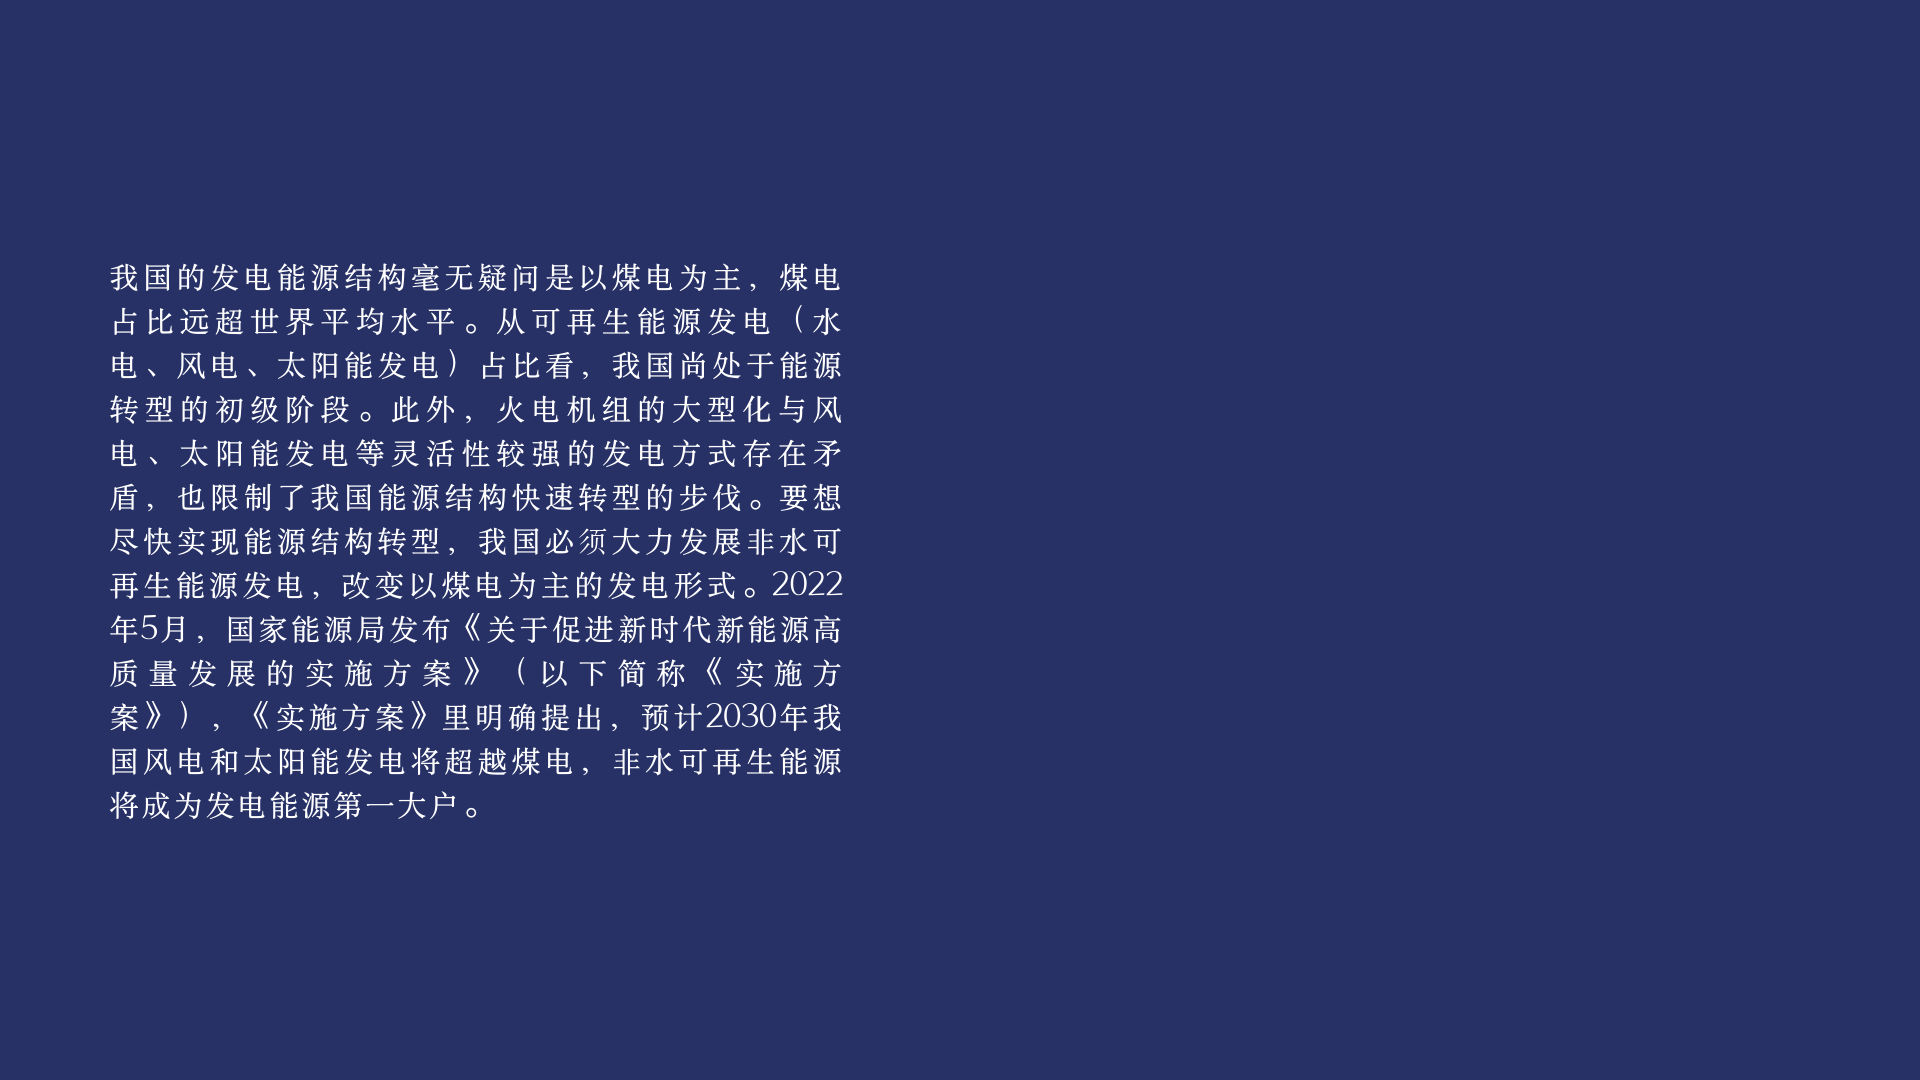 我国的发电能源结构毫无疑问是以煤电为主，煤电
占比远超世界平均水平。从可再生能源发电（水
电、风电、太阳能发电）占比看，我国尚处于能源
转型的初级阶段。此外，火电机组的大型化与风
电、太阳能发电等灵活性较强的发电方式存在矛
盾，也限制了我国能源结构快速转型的步伐。要想
尽快实现能源结构转型，我国必须大力发展非水可
再生能源发电，改变以煤电为主的发电形式。2022
年5月，国家能源局发布《关于促进新时代新能源高
质量发展的实施方案》（以下简称《实施方
案》），《实施方案》里明确提出，预计2030年我
国风电和太阳能发电将超越煤电，非水可再生能源
将成为发电能源第一大户。